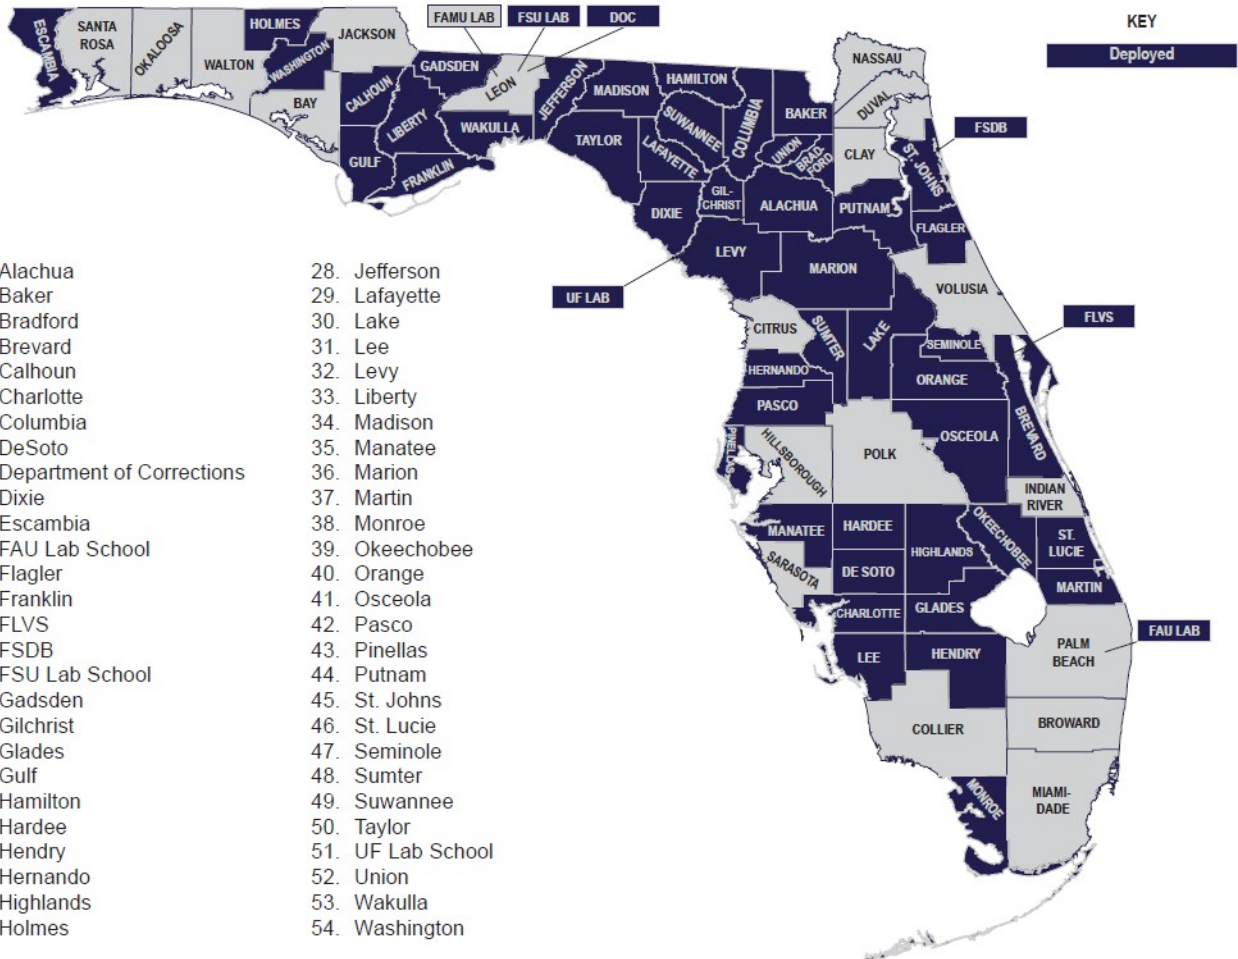 FAMU LAB
FSU LAB
DOC
KEY
Deployed
ESCAMBIA
SANTA
ROSA
OKALOOSA
WALTON
HOLMES
WASHINGTON
JACKSON
BAY
CALHOUN
GULF
LIBERTY
GADSDEN
FRANKLIN
LEON
WAKULLA
JEFFERSON
MADISON
TAYLOR
HAMILTON
SUWANNEE
LAFAYETTE
COLUMBIA
BAKER
UNION
BRAD-
FORD
NASSAU
DUVAL
CLAY
ST. JOHNS
FSDB
DIXIE
GIL-
CHRIST
ALACHUA
PUTNAM
FLAGLER
LEVY
MARION
VOLUSIA
UF LAB
CITRUS
SUMTER
LAKE
SEMINOLE
FLVS
HERNANDO
ORANGE
PASCO
PINELLAS
HILLSBOROUGH
POLK
OSCEOLA
BREVARD
INDIAN
RIVER
MANATEE
HARDEE
HIGHLANDS
OKEECHOBEE
ST.
LUCIE
SARASOTA
DE SOTO
MARTIN
CHARLOTTE
GLADES
LEE
HENDRY
PALM
BEACH
FAU LAB
COLLIER
BROWARD
MONROE
MIAMI-
DADE
Alachua
Baker
Bradford
Brevard
Calhoun
Charlotte
Columbia
DeSoto
Department of Corrections
Dixie
Escambia
FAU Lab School
Flagler
Franklin
FLVS
FSDB
FSU Lab School
Gadsden
Gilchrist
Glades
Gulf
Hamilton
Hardee
Hendry
Hernando
Highlands
Holmes
28. Jefferson
29. Lafayette
30. Lake
31. Lee
32. Levy
33. Liberty
34. Madison
35. Manatee
36. Marion
37. Martin
38. Monroe
39. Okeechobee
40. Orange
41. Osceola
42. Pasco
43. Pinellas
44. Putnam
45. St. Johns
46. St. Lucie
47. Seminole
48. Sumter
49. Suwannee
50. Taylor
51. UF Lab School
52. Union
53. Wakulla
54. Washington